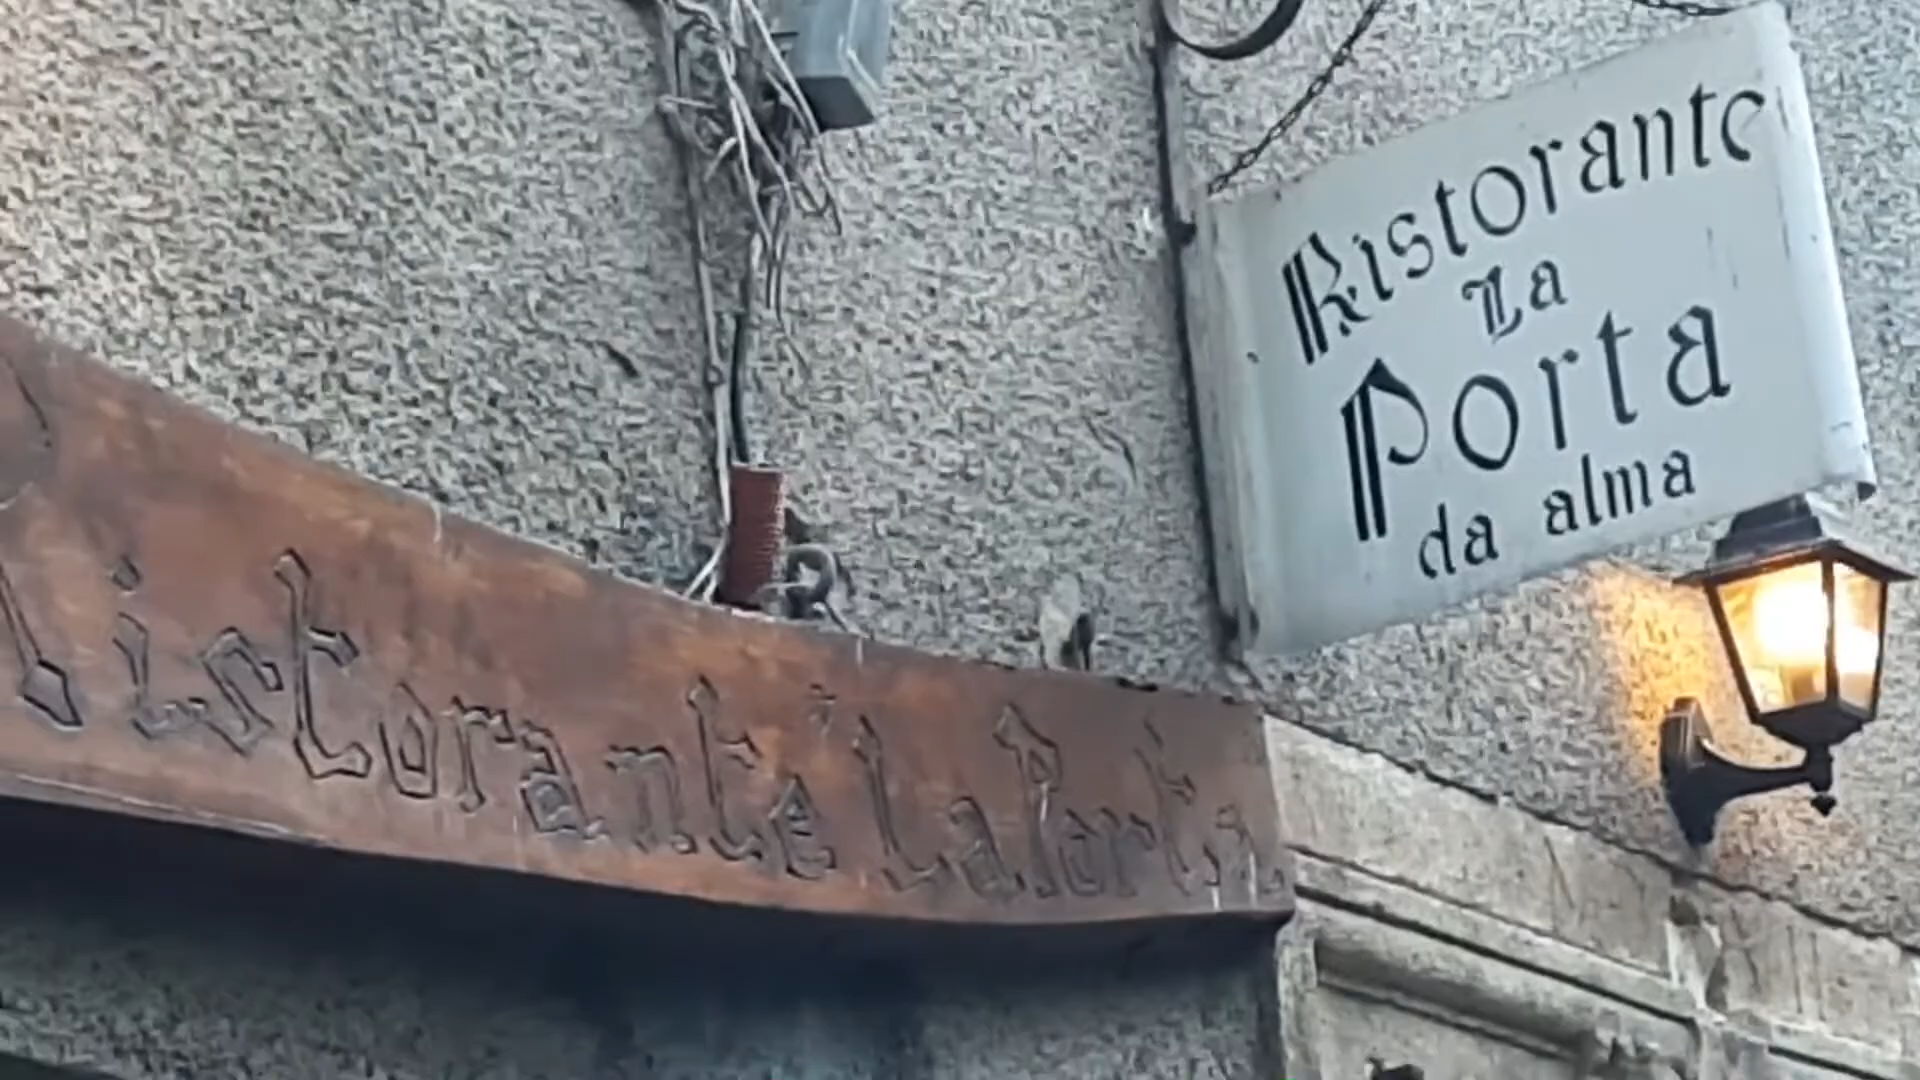 Ristorante La Porta
Ristorante
La
Porta
da alma